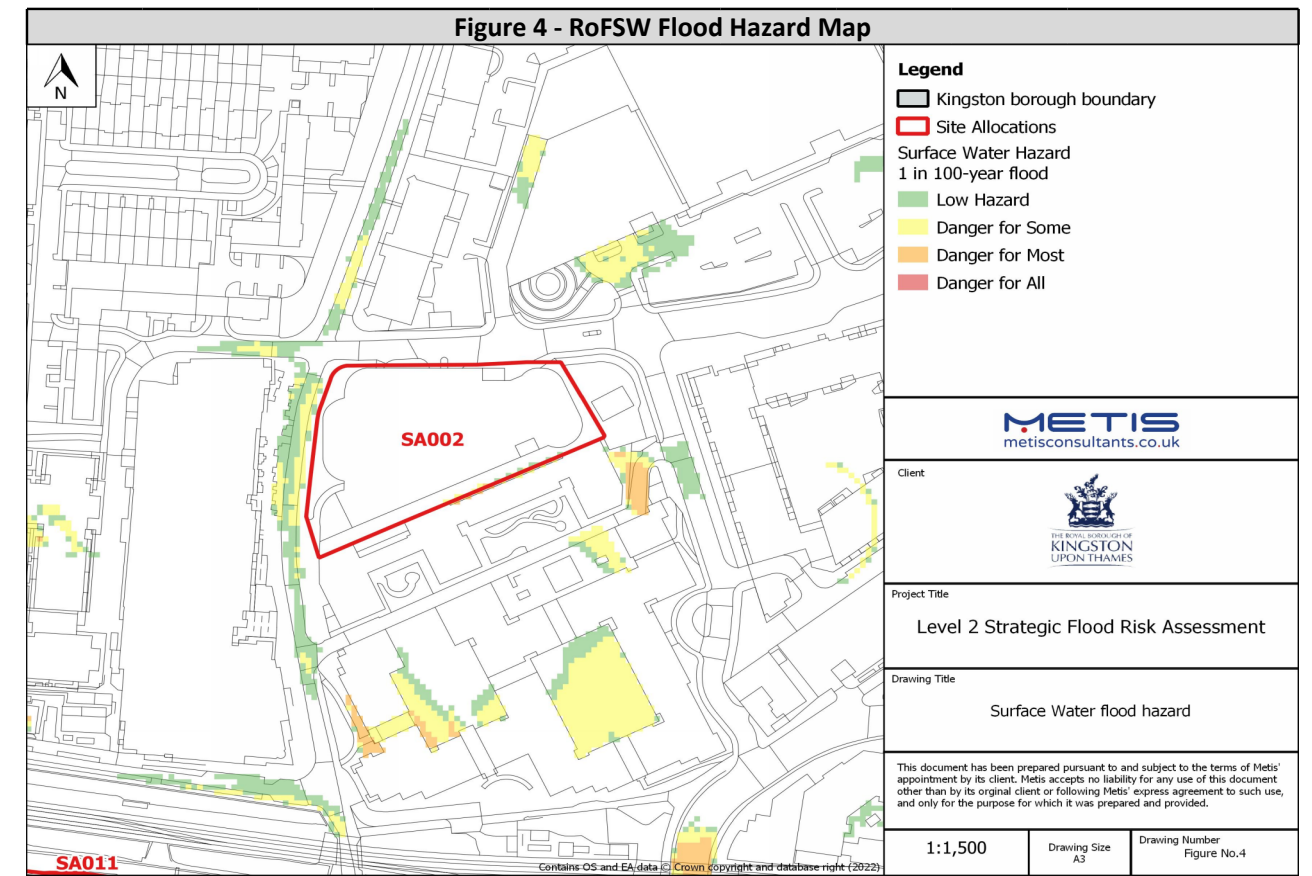 Figure 4 - RoFSW Flood Hazard Map
N
SA002
SA011
Contains OS and EA data © Crown copyright and database right (2022)
Legend
Kingston borough boundary
Site Allocations
Surface Water Hazard
1 in 100-year flood
Low Hazard
Danger for Some
Danger for Most
Danger for All
METIS
metisconsultants.co.uk
Client
THE ROYAL BOROUGH OF
KINGSTON
UPON THAMES
Project Title
Level 2 Strategic Flood Risk Assessment
Drawing Title
Surface Water flood hazard
This document has been prepared pursuant to and subject to the terms of Metis'
appointment by its client. Metis accepts no liability for any use of this document
other than by its orginal client or following Metis' express agreement to such use,
and only for the purpose for which it was prepared and provided.
1:1,500
Drawing Size
A3
Drawing Number
Figure No.4